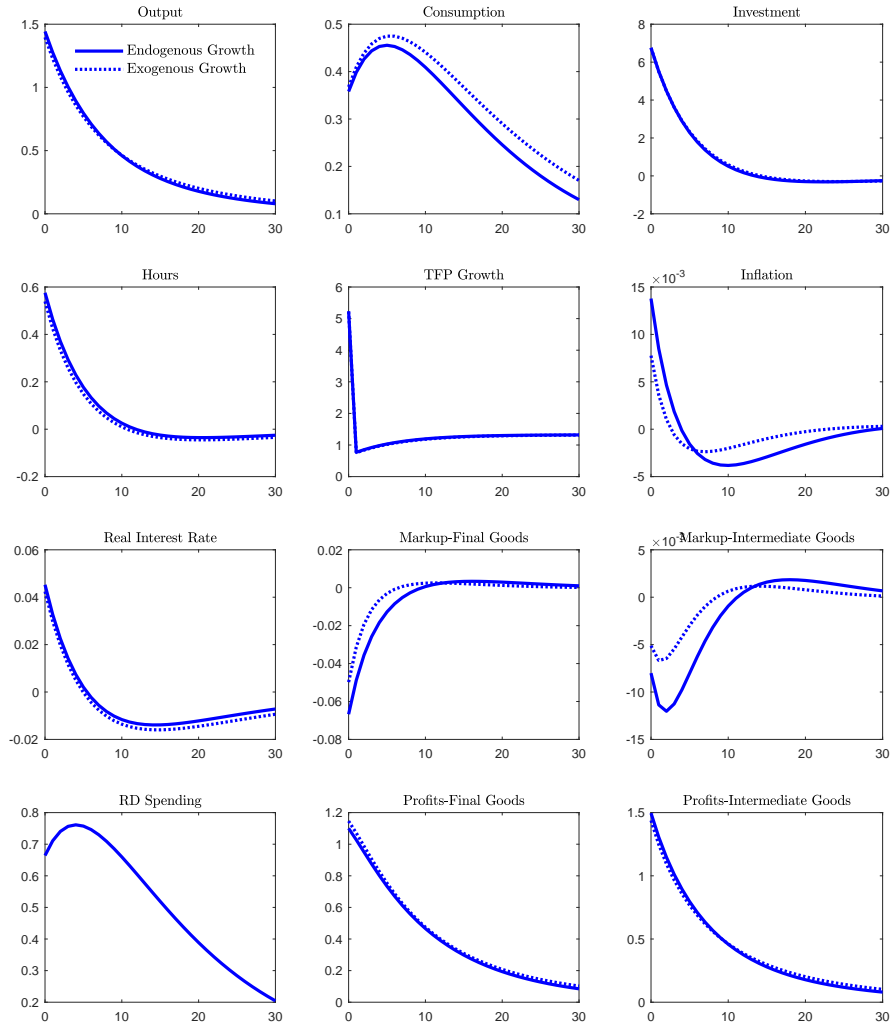 Output
Consumption
Investment
1.5
1
0.5
0
0 10 20 30
Endogenous Growth
Exogenous Growth
0.5
0.4
0.3
0.2
0.1
0 10 20 30
8
6
4
2
0
-2
0 10 20 30
Hours
TFP Growth
Inflation
0.6
0.4
0.2
0
-0.2
0 10 20 30
6
5
4
3
2
1
0
0 10 20 30
×10-3
15
10
5
0
-5
0 10 20 30
Real Interest Rate
Markup-Final Goods
Markup-Intermediate Goods
0.06
0.04
0.02
0
-0.02
0 10 20 30
0.02
0
-0.02
-0.04
-0.06
-0.08
0 10 20 30
×10-3
5
0
-5
-10
-15
0 10 20 30
RD Spending
Profits-Final Goods
Profits-Intermediate Goods
0.8
0.7
0.6
0.5
0.4
0.3
0.2
0 10 20 30
1.2
1
0.8
0.6
0.4
0.2
0
0 10 20 30
1.5
1
0.5
0
0 10 20 30